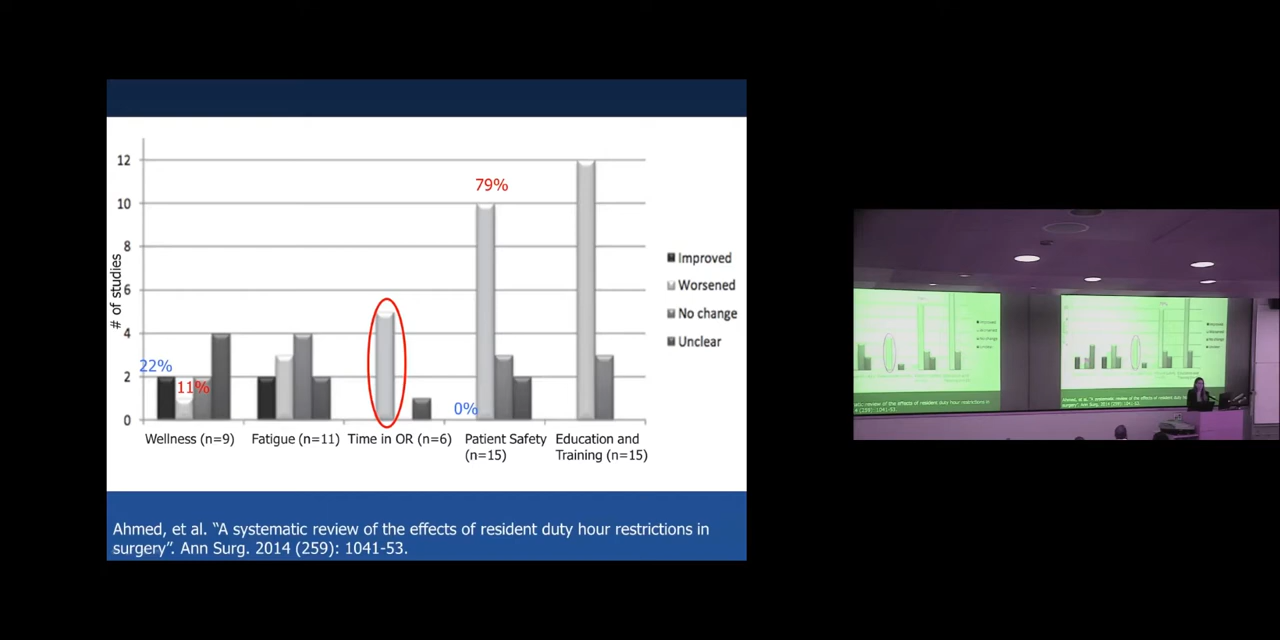 12
10
8
6
4
2
0
# of studies
22%
11%
0%
79%
Wellness (n=9)
Fatigue (n=11)
Time in OR (n=6)
Patient Safety
(n=15)
Education and
Training (n=15)
Improved
Worsened
No change
Unclear
Ahmed, et al. “A systematic review of the effects of resident duty hour restrictions in
surgery”. Ann Surg. 2014 (259): 1041-53.